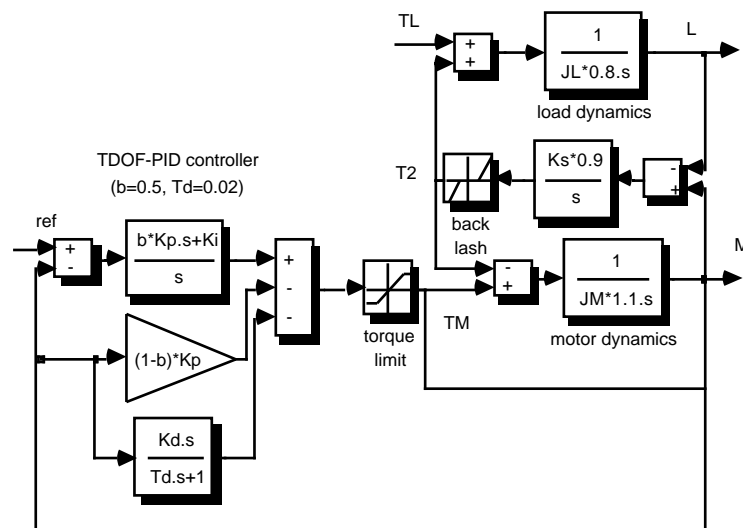 TL
+
+
1
JL*0.8.s
load dynamics
L
TDOF-PID controller
(b=0.5, Td=0.02)
T2
back
lash
Ks*0.9
s
-
+
ref
+
-
b*Kp.s+Ki
s
+
-
-
torque
limit
TM
-
+
1
JM*1.1.s
motor dynamics
M
(1-b)*Kp
Kd.s
Td.s+1